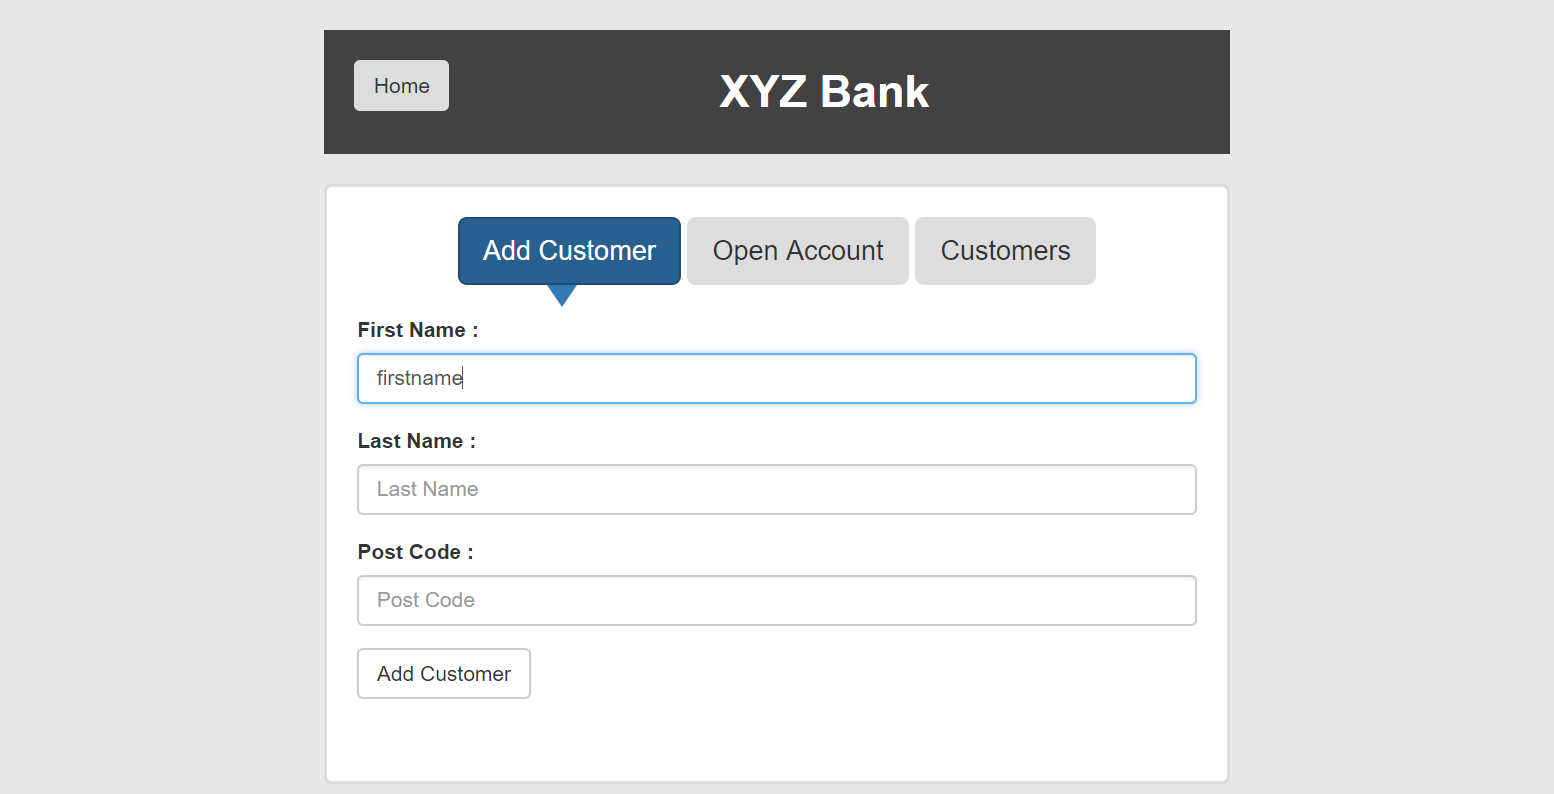 Home
XYZ Bank
Add Customer Open Account Customers
First Name :
firstname
Last Name :
Last Name
Post Code :
Post Code
Add Customer